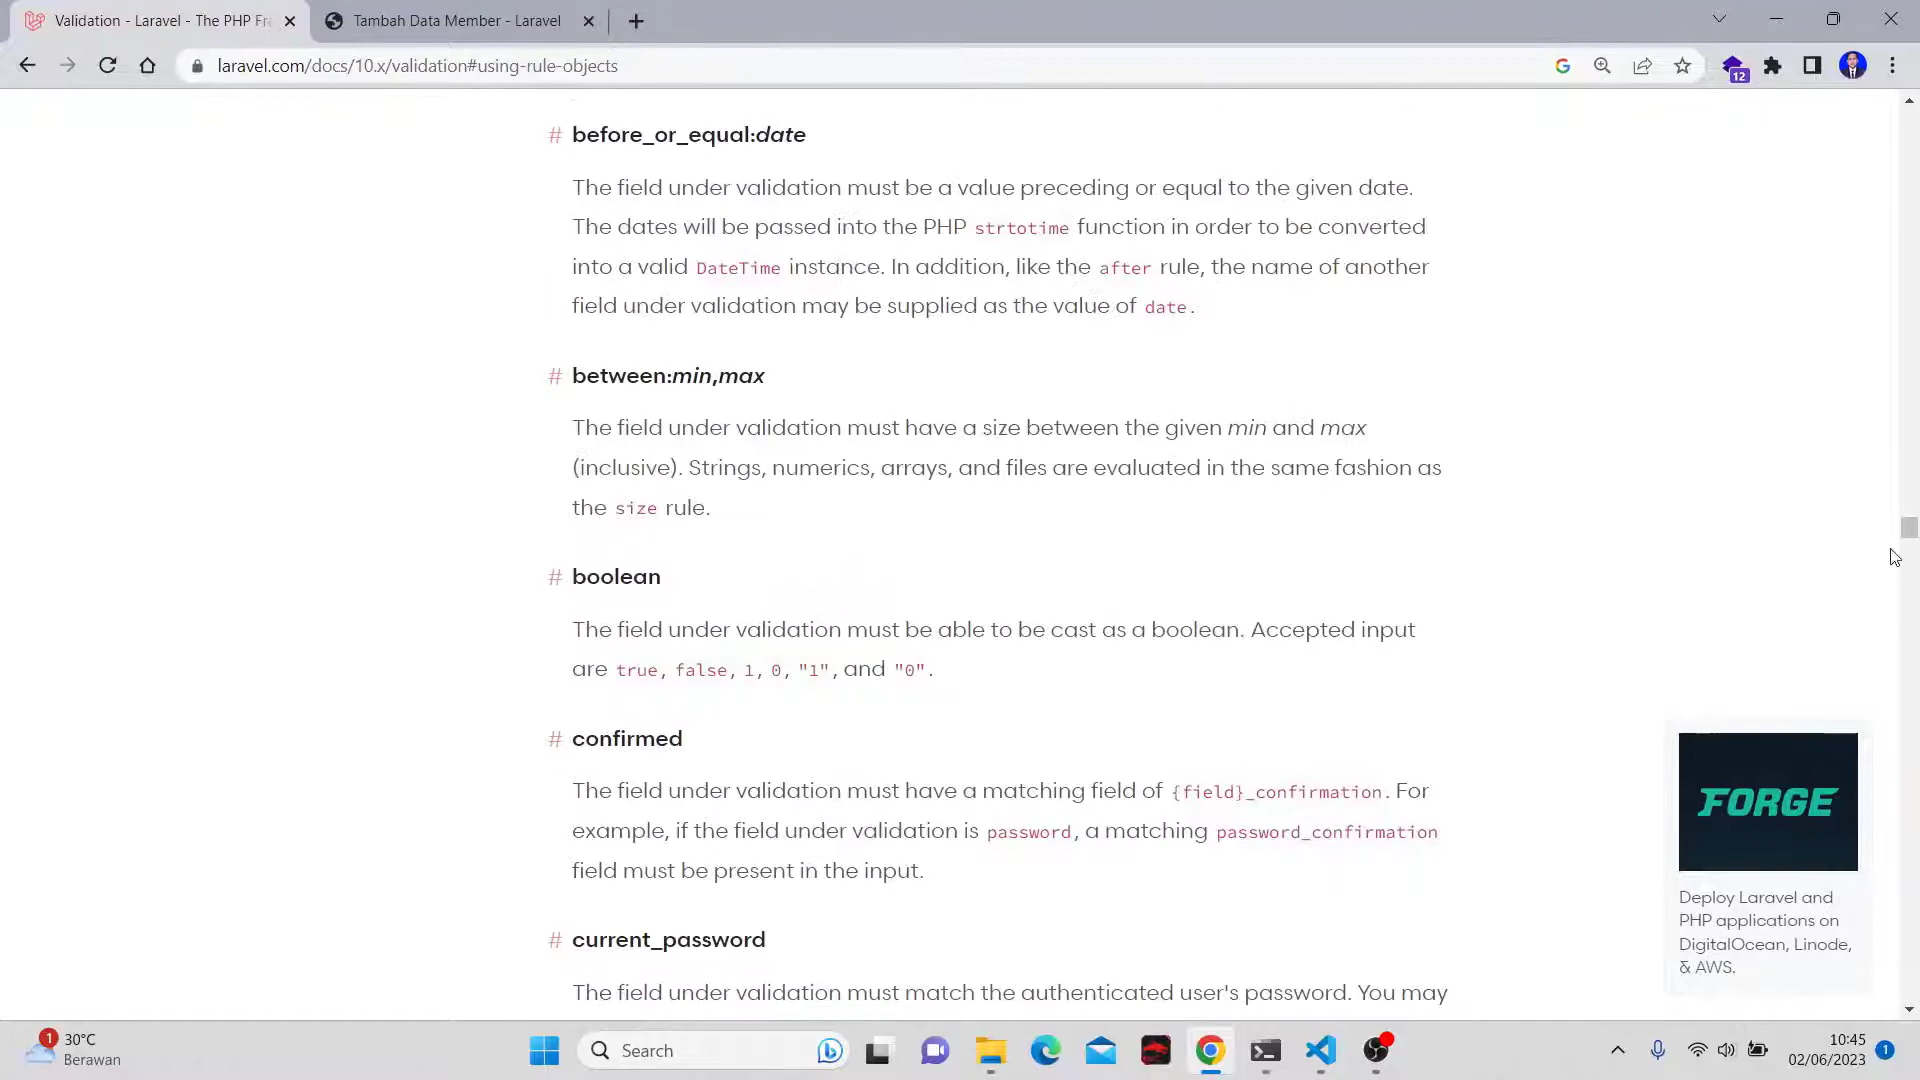 Validation - Laravel - The PHP Fr
Tambah Data Member - Laravel
laravel.com/docs/10.x/validation#using-rule-objects
12
# before_or_equal:date
The field under validation must be a value preceding or equal to the given date.
The dates will be passed into the PHP strtotime function in order to be converted
into a valid DateTime instance. In addition, like the after rule, the name of another
field under validation may be supplied as the value of date.
# between:min,max
The field under validation must have a size between the given min and max
(inclusive). Strings, numerics, arrays, and files are evaluated in the same fashion as
the size rule.
# boolean
The field under validation must be able to be cast as a boolean. Accepted input
are true, false, 1, 0, "1", and "0".
# confirmed
The field under validation must have a matching field of {field}_confirmation. For
example, if the field under validation is password, a matching password_confirmation
field must be present in the input.
# current_password
The field under validation must match the authenticated user's password. You may
FORGE
Deploy Laravel and
PHP applications on
DigitalOcean, Linode,
& AWS.
1
30°C
Berawan
Search
10:45
02/06/2023
1